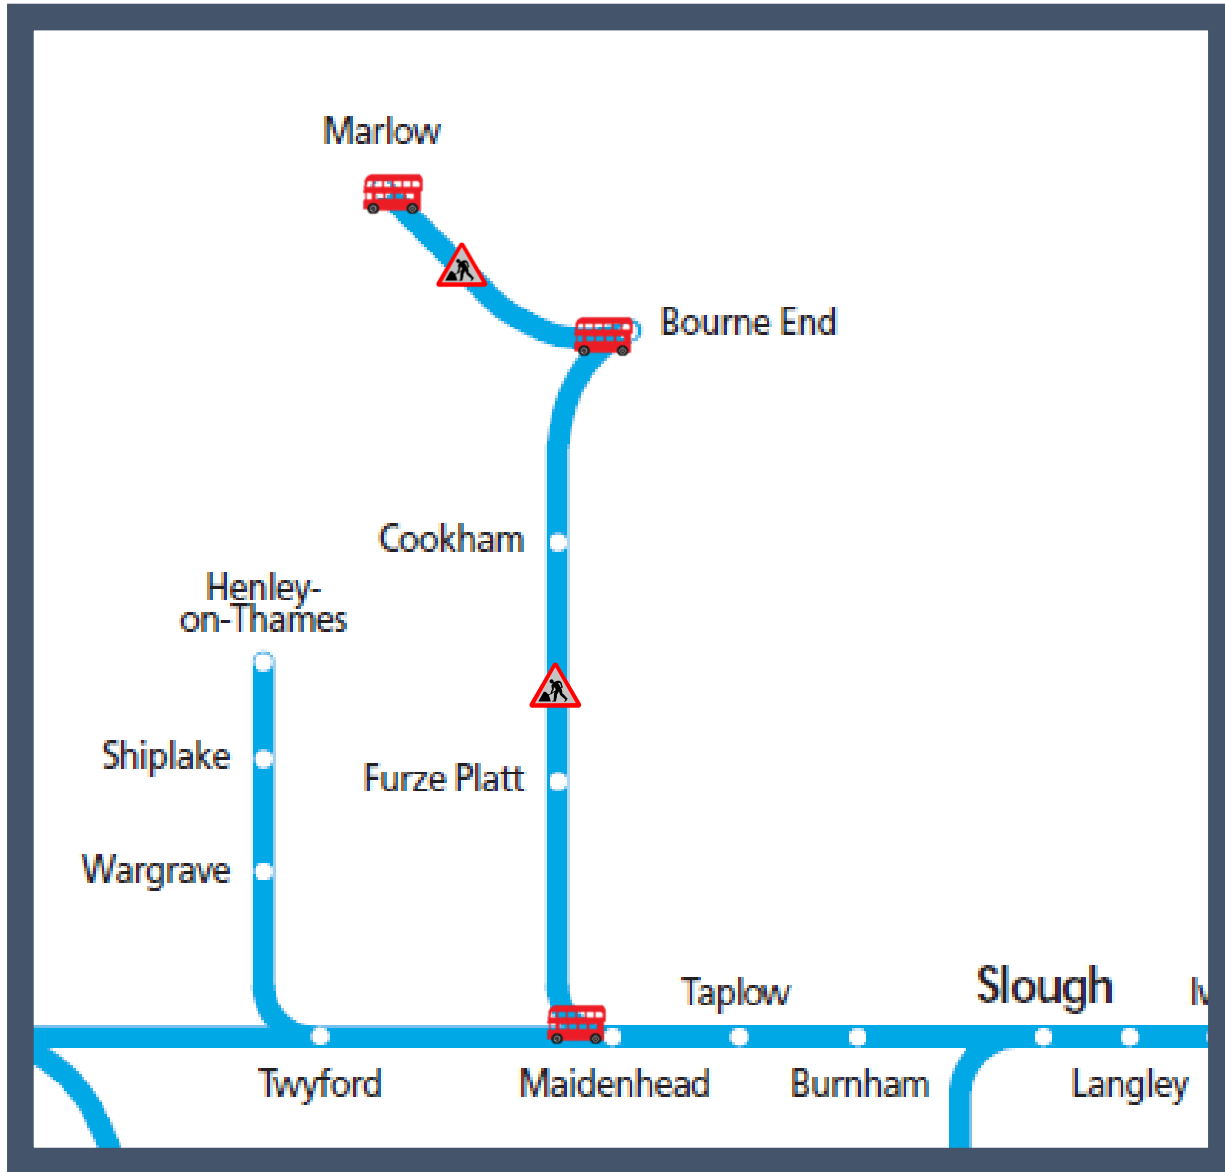 Marlow
Bourne End
Cookham
Henley-
on-Thames
Shiplake
Furze Platt
Wargrave
Taplow
Slough
Twyford
Maidenhead
Burnham
Langley